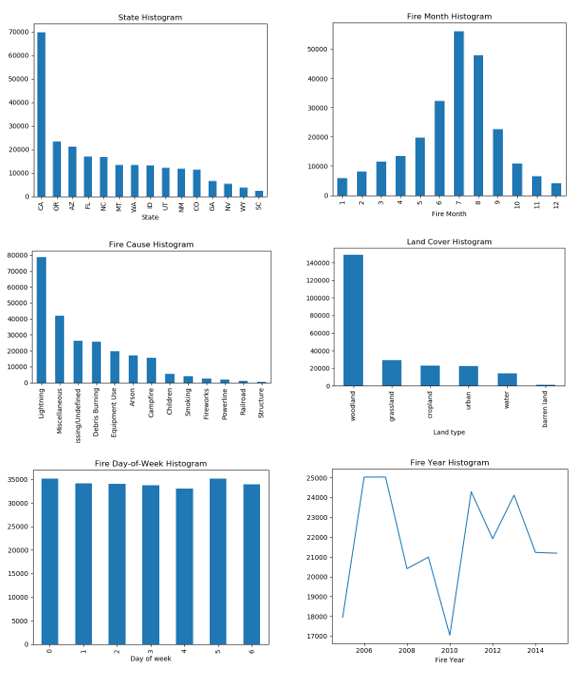 State Histogram
70000
60000
50000
40000
30000
20000
10000
0
CA OR AZ FL NC MT WA ID UT NM CO GA NV WY SC
State
Fire Month Histogram
50000
40000
30000
20000
10000
0
1 2 3 4 5 6 7 8 9 10 11 12
Fire Month
Fire Cause Histogram
80000
70000
60000
50000
40000
30000
20000
10000
0
Lightning Miscellaneous issing/Undefined Debris Burning Equipment Use Arson Campfire Children Smoking Fireworks Powerline Railroad Structure
Land Cover Histogram
140000
120000
100000
80000
60000
40000
20000
0
woodland grassland cropland urban water barren land
Land type
Fire Day-of-Week Histogram
35000
30000
25000
20000
15000
10000
5000
0
0 1 2 3 4 5 6
Day of week
Fire Year Histogram
25000
24000
23000
22000
21000
20000
19000
18000
17000
2006 2008 2010 2012 2014
Fire Year